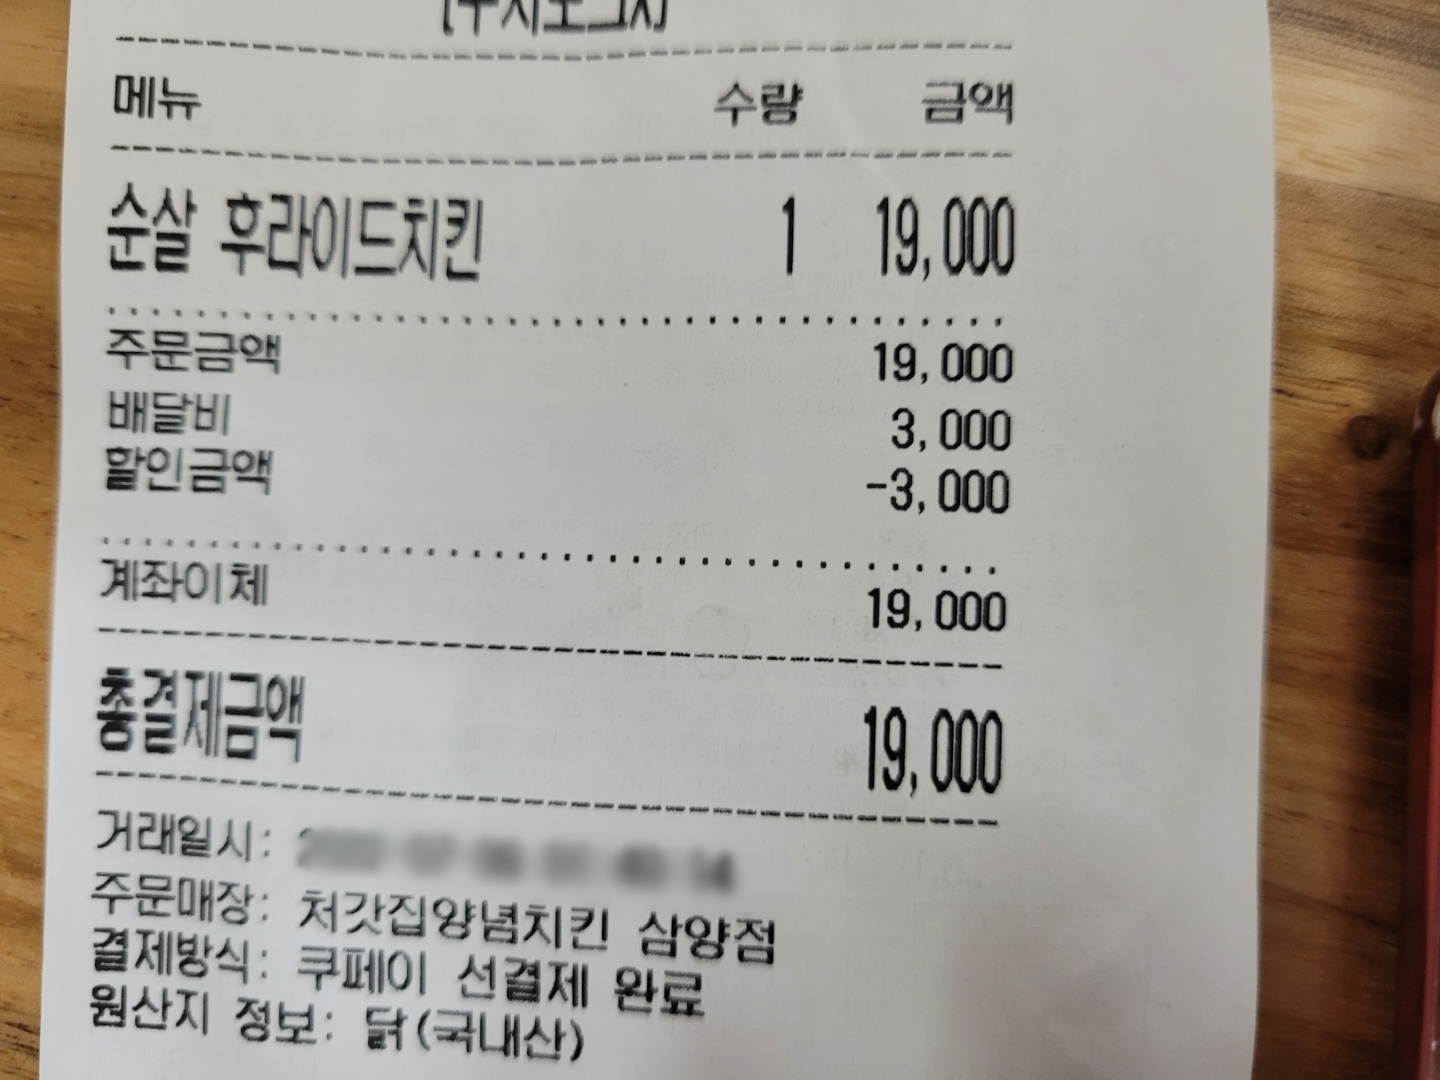 메뉴 수량 금액
순살 후라이드치킨 1 19,000
주문금액 19,000
배달비 3,000
할인금액 -3,000
계좌이체 19,000
총결제금액 19,000
거래일시:
주문매장: 처갓집양념치킨 삼양점
결제방식: 쿠페이 선결제 완료
원산지 정보: 닭(국내산)